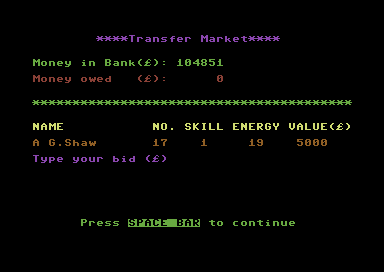 ****Transfer Market****
Money in Bank(£): 104851
Money owed (£): 0
****************************************
NAME NO. SKILL ENERGY VALUE(£)
A G.Shaw 17 1 19 5000
Type your bid (£)
Press SPACE BAR to continue